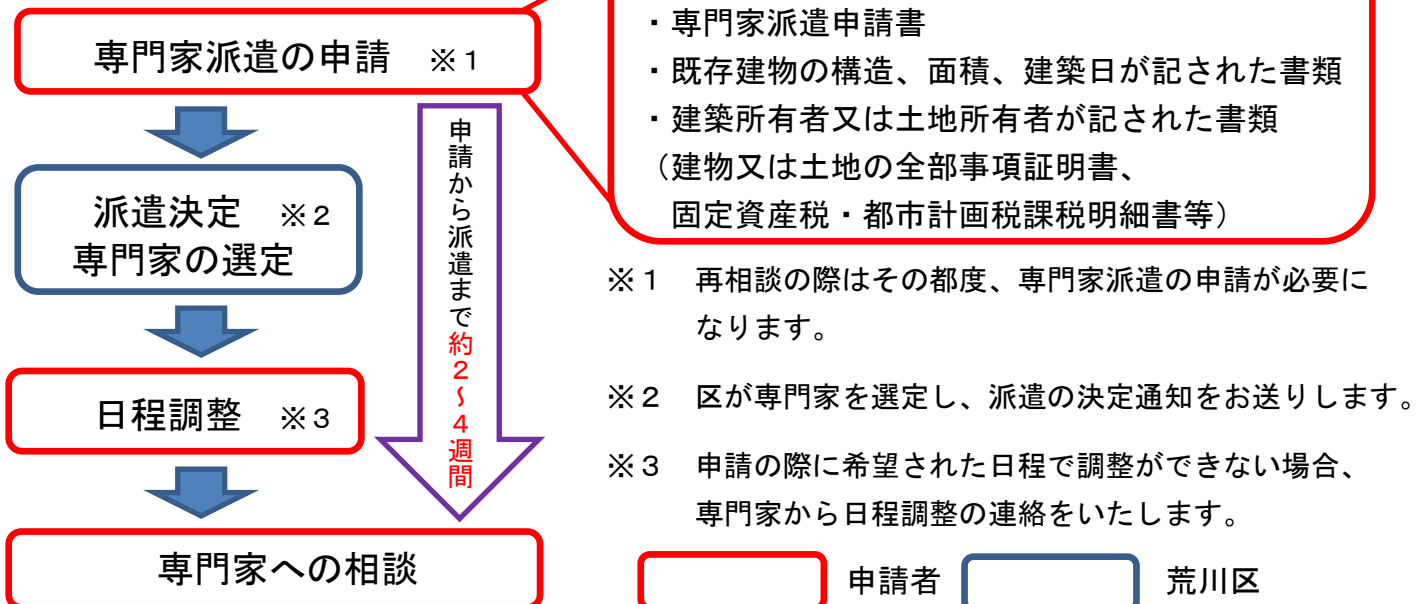 専門家派遣の申請 ※1
・専門家派遣申請書
・既存建物の構造、面積、建築日が記された書類
・建築所有者又は土地所有者が記された書類
（建物又は土地の全部事項証明書、
固定資産税・都市計画税課税明細書等）
派遣決定 ※2
専門家の選定
日程調整 ※3
専門家への相談
申請から派遣まで約2~4週間
※1 再相談の際はその都度、専門家派遣の申請が必要に
なります。
※2 区が専門家を選定し、派遣の決定通知をお送りします。
※3 申請の際に希望された日程で調整ができない場合、
専門家から日程調整の連絡をいたします。
申請者
荒川区